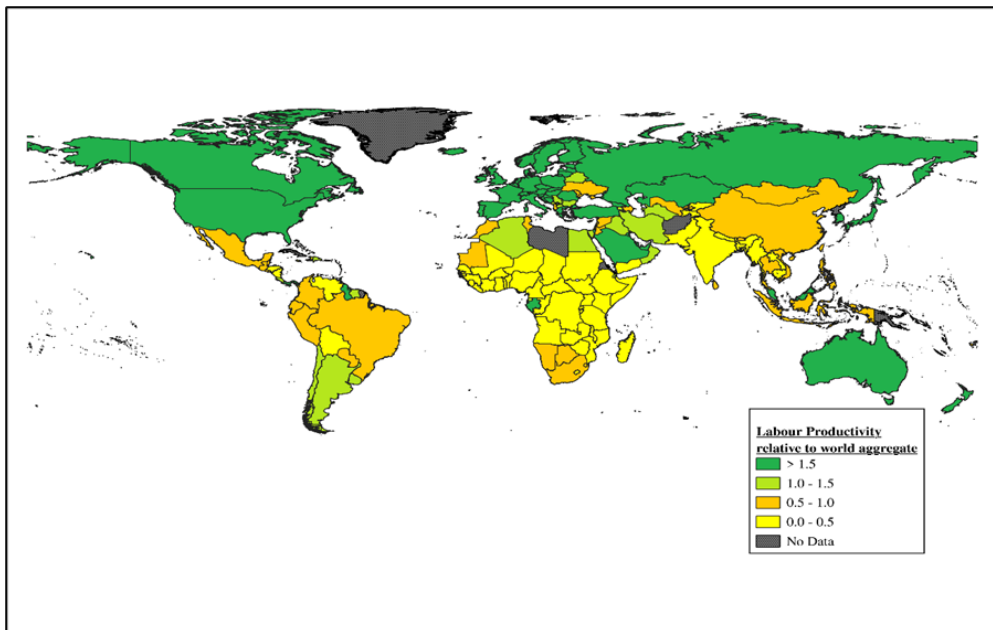 Labour Productivity
relative to world aggregate
> 1.5
1.0 - 1.5
0.5 - 1.0
0.0 - 0.5
No Data